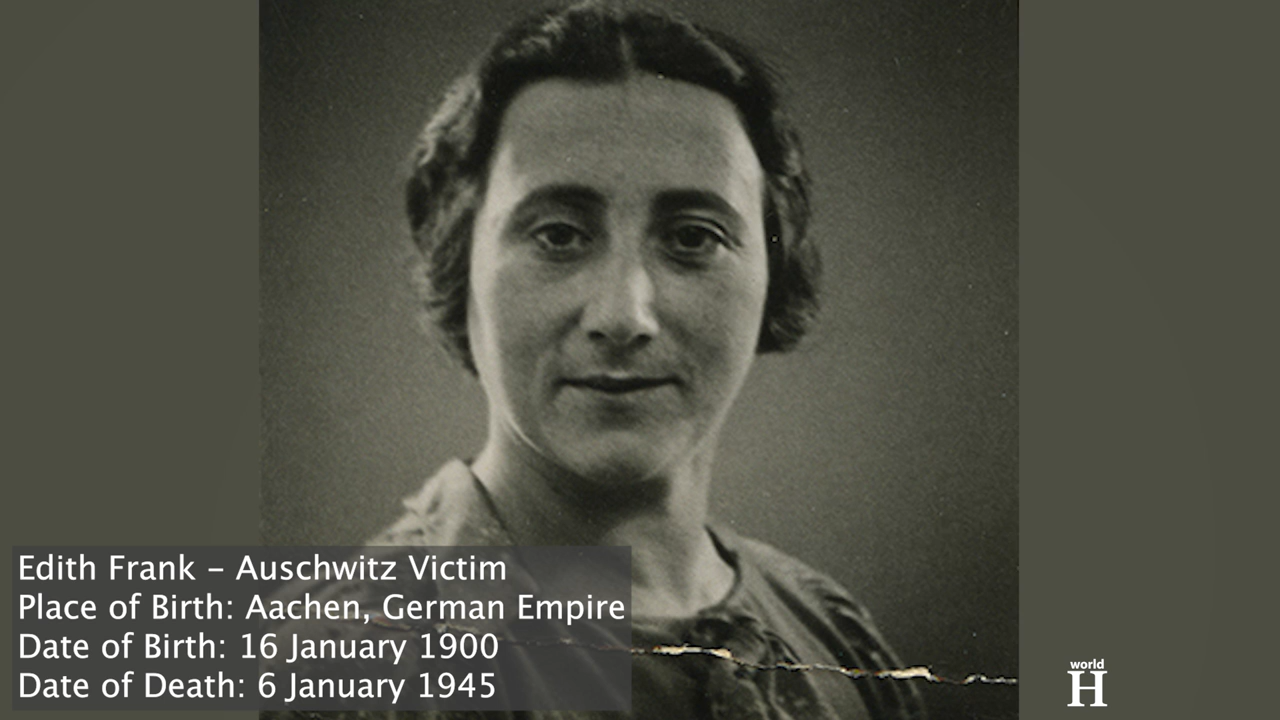 Edith Frank – Auschwitz Victim
Place of Birth: Aachen, German Empire
Date of Birth: 16 January 1900
Date of Death: 6 January 1945
world
H